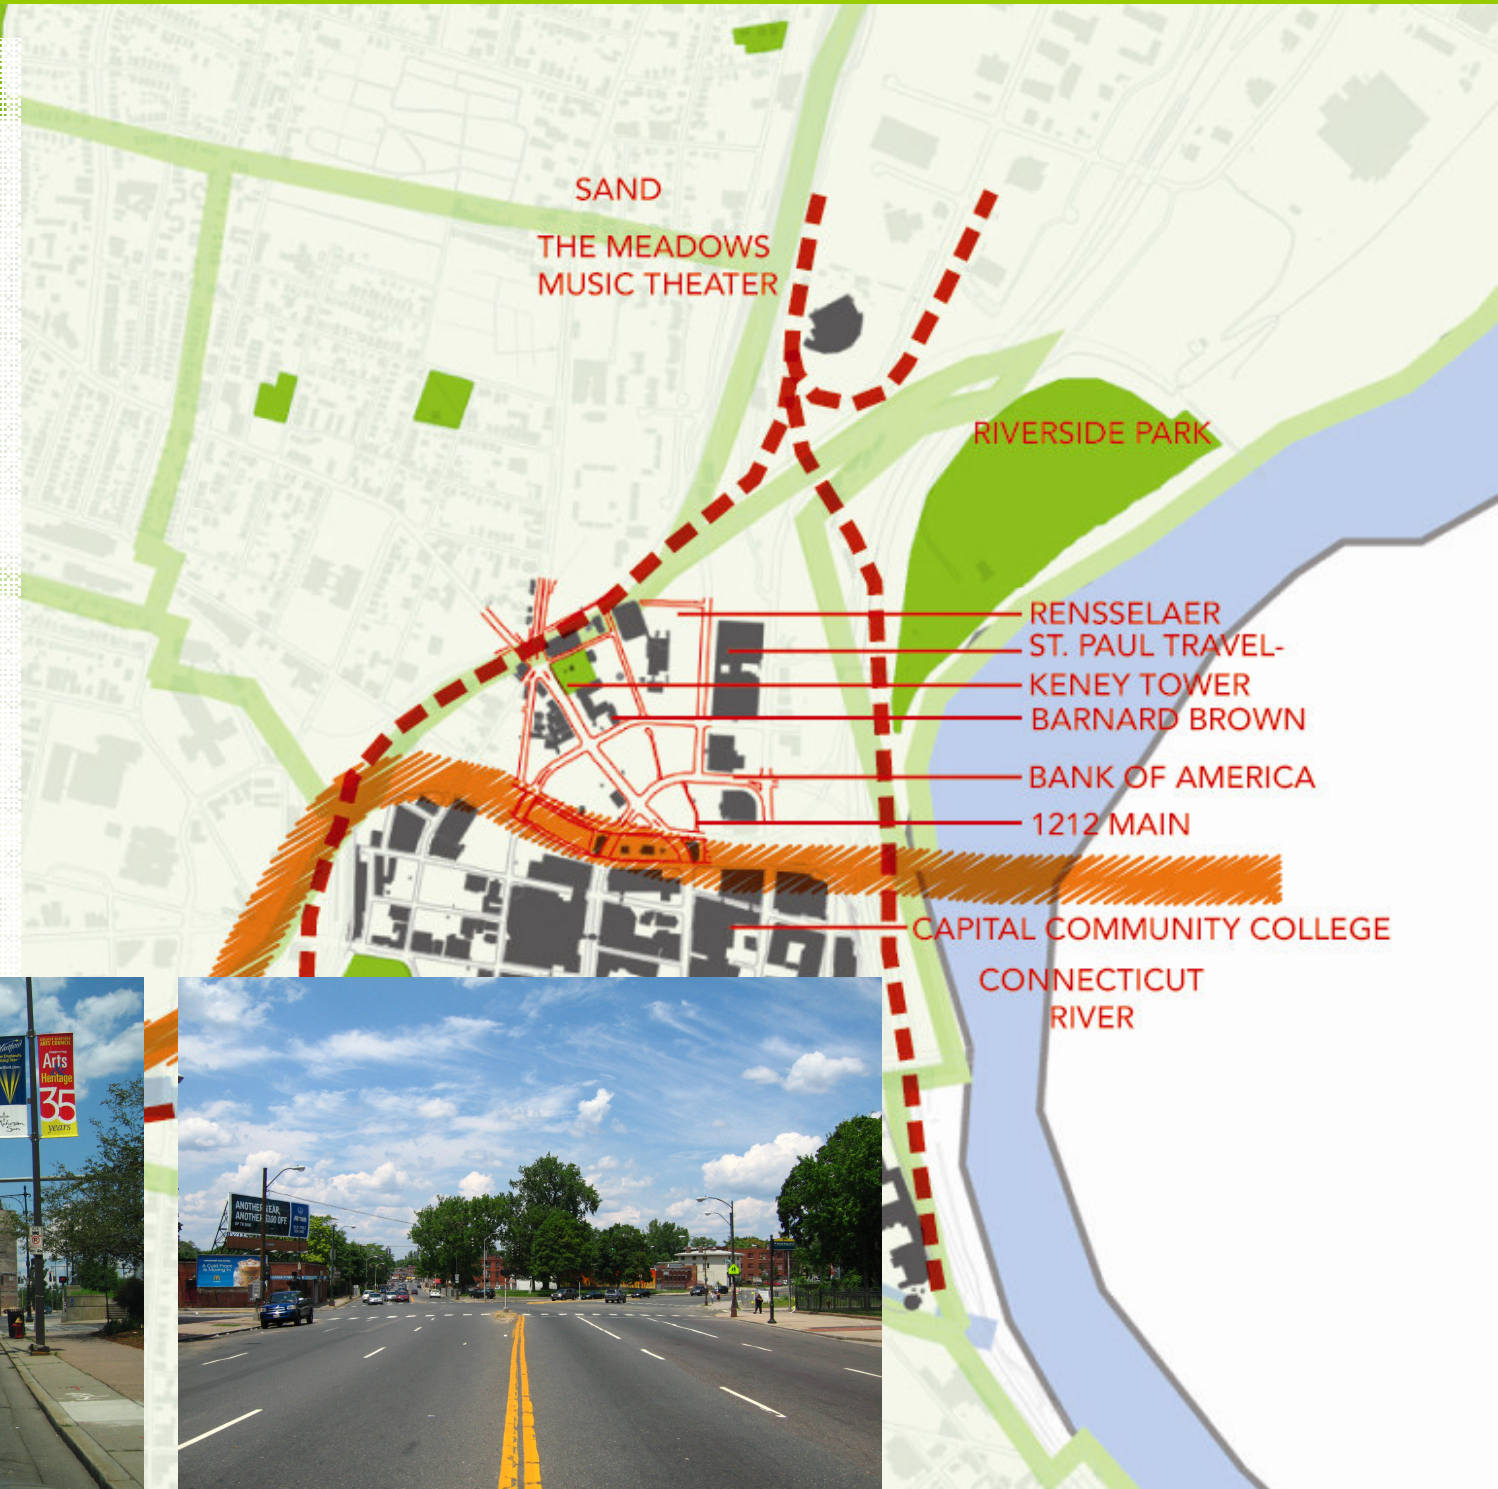 SAND
THE MEADOWS
MUSIC THEATER
RIVERSIDE PARK
RENSSELAER
ST. PAUL TRAVEL-
KENEY TOWER
BARNARD BROWN
BANK OF AMERICA
1212 MAIN
CAPITAL COMMUNITY COLLEGE
CONNECTICUT
RIVER
Arts
Heritage
35
years
ANOTHER YEAR,
ANOTHER $100 OFF